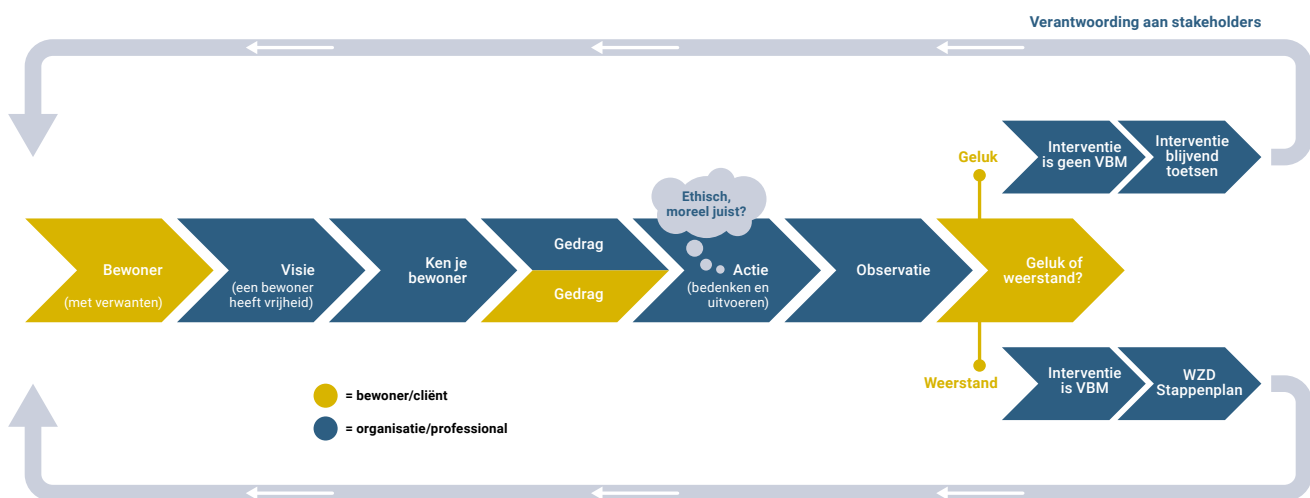 Verantwoording aan stakeholders
Bewoner
(met verwanten)
Visie
(een bewoner
heeft vrijheid)
Ken je
bewoner
Gedrag
Gedrag
Ethisch,
moreel juist?
Actie
(bedenken en
uitvoeren)
Observatie
Geluk of
weerstand?
Geluk
Interventie
is geen VBM
Interventie
blijvend
toetsen
Weerstand
Interventie
is VBM
WZD
Stappenplan
= bewoner/cliënt
= organisatie/professional